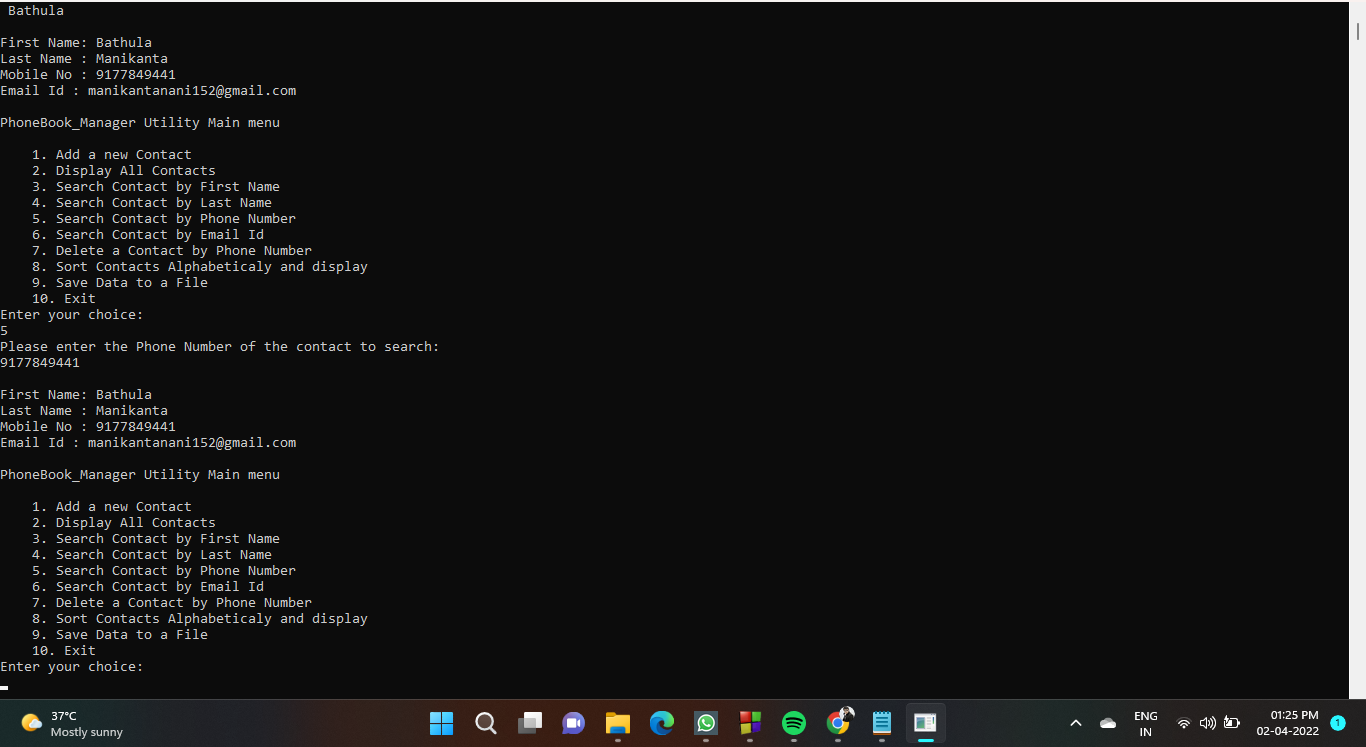 Bathula
First Name: Bathula
Last Name : Manikanta
Mobile No : 9177849441
Email Id : manikantanani152@gmail.com
PhoneBook_Manager Utility Main menu
1. Add a new Contact
2. Display All Contacts
3. Search Contact by First Name
4. Search Contact by Last Name
5. Search Contact by Phone Number
6. Search Contact by Email Id
7. Delete a Contact by Phone Number
8. Sort Contacts Alphabeticaly and display
9. Save Data to a File
10. Exit
Enter your choice:
5
Please enter the Phone Number of the contact to search:
9177849441
First Name: Bathula
Last Name : Manikanta
Mobile No : 9177849441
Email Id : manikantanani152@gmail.com
PhoneBook_Manager Utility Main menu
1. Add a new Contact
2. Display All Contacts
3. Search Contact by First Name
4. Search Contact by Last Name
5. Search Contact by Phone Number
6. Search Contact by Email Id
7. Delete a Contact by Phone Number
8. Sort Contacts Alphabeticaly and display
9. Save Data to a File
10. Exit
Enter your choice:
37°C
Mostly sunny
ENG
IN
01:25 PM
02-04-2022
1